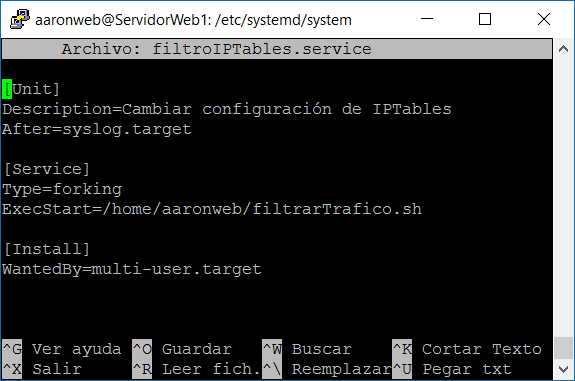 aaronweb@ServidorWeb1: /etc/systemd/system
Archivo: filtroIPTables.service
[Unit]
Description=Cambiar configuración de IPTables
After=syslog.target
[Service]
Type=forking
ExecStart=/home/aaronweb/filtrarTrafico.sh
[Install]
WantedBy=multi-user.target
^G Ver ayuda ^O Guardar ^W Buscar ^K Cortar Texto
^X Salir ^R Leer fich. ^\ Reemplazar ^U Pegar txt